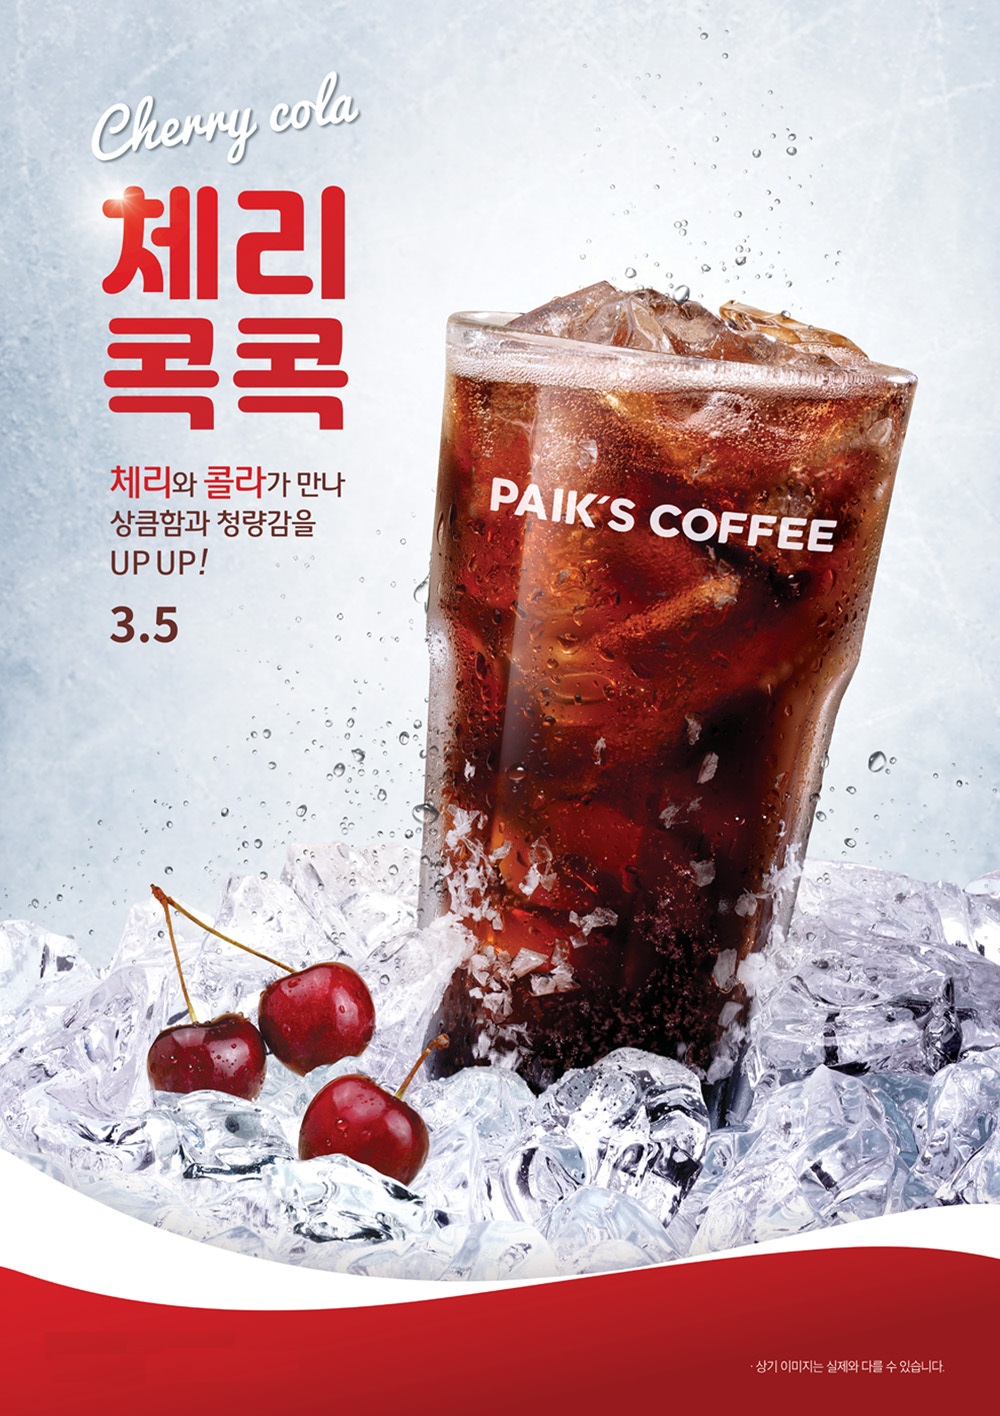 Cherry cola
체리
콕콕
체리와 콜라가 만나
상큼함과 청량감을
UP UP!
3.5
PAIK'S COFFEE
· 상기 이미지는 실제와 다를 수 있습니다.